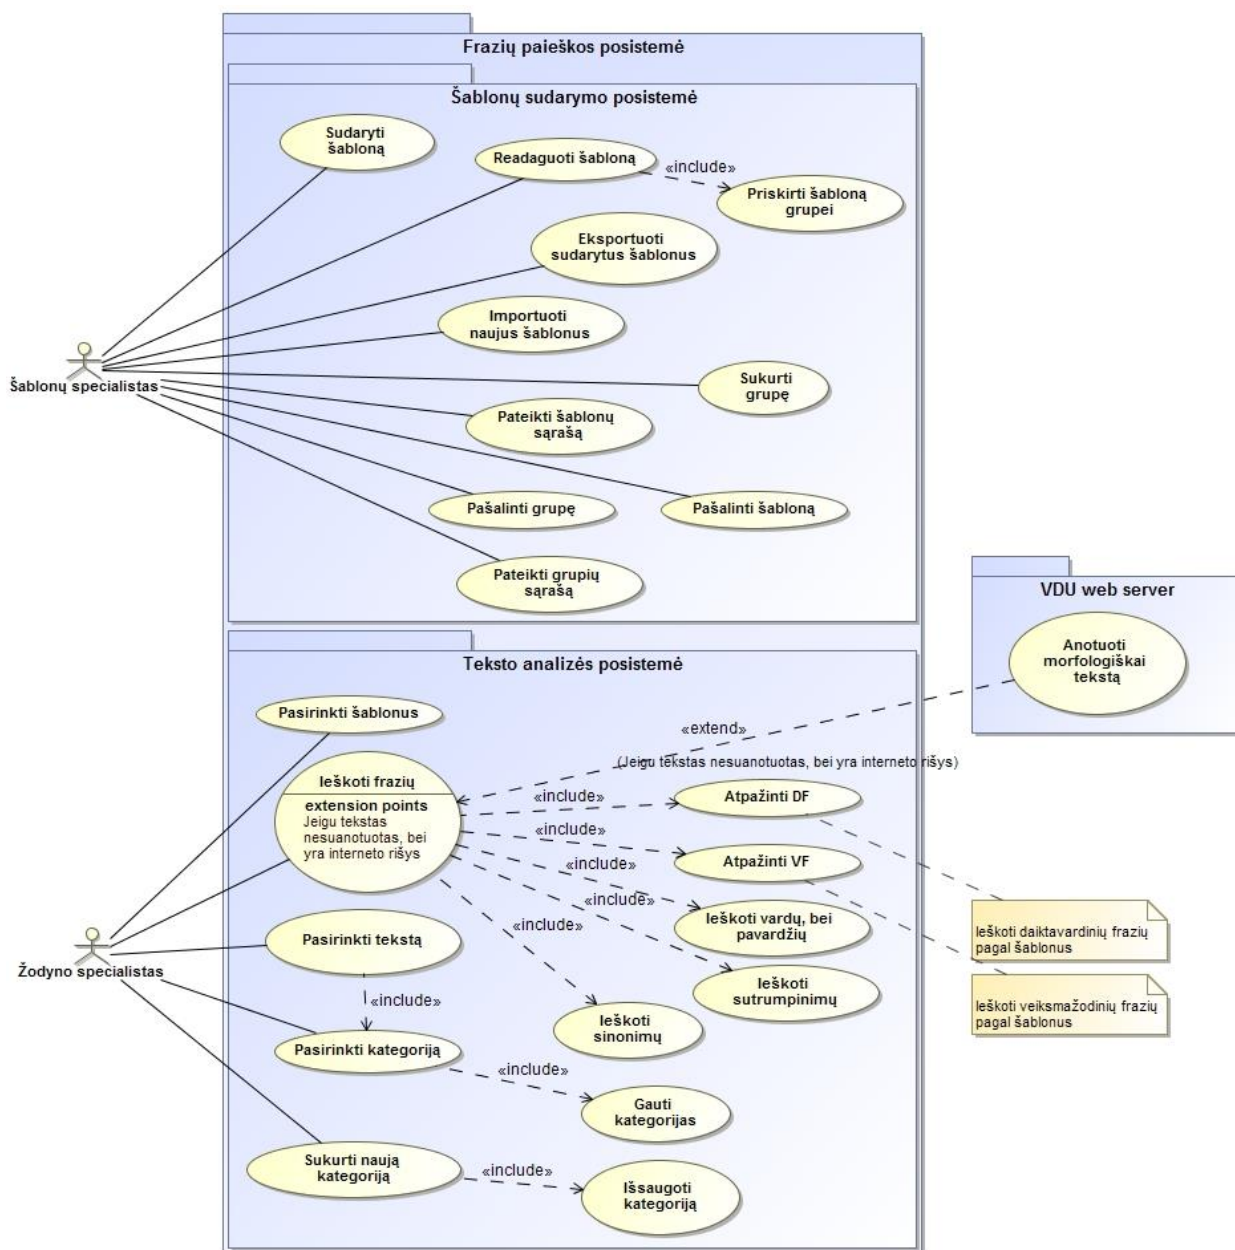 Frazių paieškos posistemė
Šablonų sudarymo posistemė
Sudaryti
šabloną
Readaguoti šabloną
«include»
Priskirti šabloną
grupei
Eksportuoti
sudarytus šablonus
Importuoti
naujus šablonus
Šablonų specialistas
Sukurti
grupę
Pateikti šablonų
sąrašą
Pašalinti grupę
Pašalinti šabloną
Pateikti grupių
sąrašą
VDU web server
Anotuoti
morfologiškai
tekstą
Teksto analizės posistemė
Pasirinkti šablonus
«extend»
(Jeigu tekstas nesuanotuotas, bei yra interneto rišys)
Ieškoti frazių
extension points
Jeigu tekstas
nesuanotuotas, bei
yra interneto rišys
«include»
Atpažinti DF
«include»
Atpažinti VF
«include»
Ieškoti vardų, bei
pavardžių
«include»
Ieškoti
sutrumpinimų
«include»
Ieškoti
sinonimų
Ieškoti daiktavardinių frazių
pagal šablonus
Ieškoti veiksmažodinių frazių
pagal šablonus
Pasirinkti tekstą
Žodyno specialistas
«include»
Pasirinkti kategoriją
«include»
Gauti
kategorijas
Sukurti naują
kategoriją
«include»
Išsaugoti
kategoriją